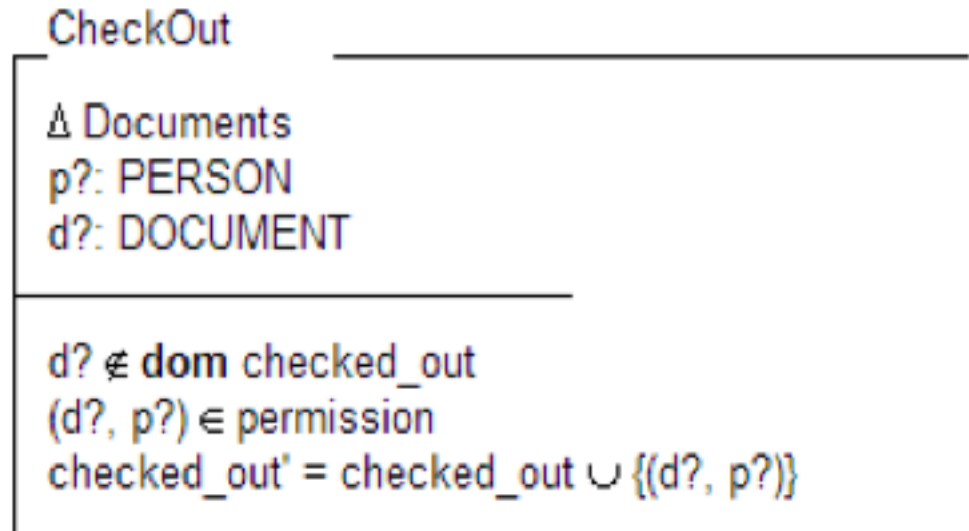 CheckOut
Δ Documents
p?: PERSON
d?: DOCUMENT
d? ∉ dom checked_out
(d?, p?) ∈ permission
checked_out' = checked_out ∪ {(d?, p?)}